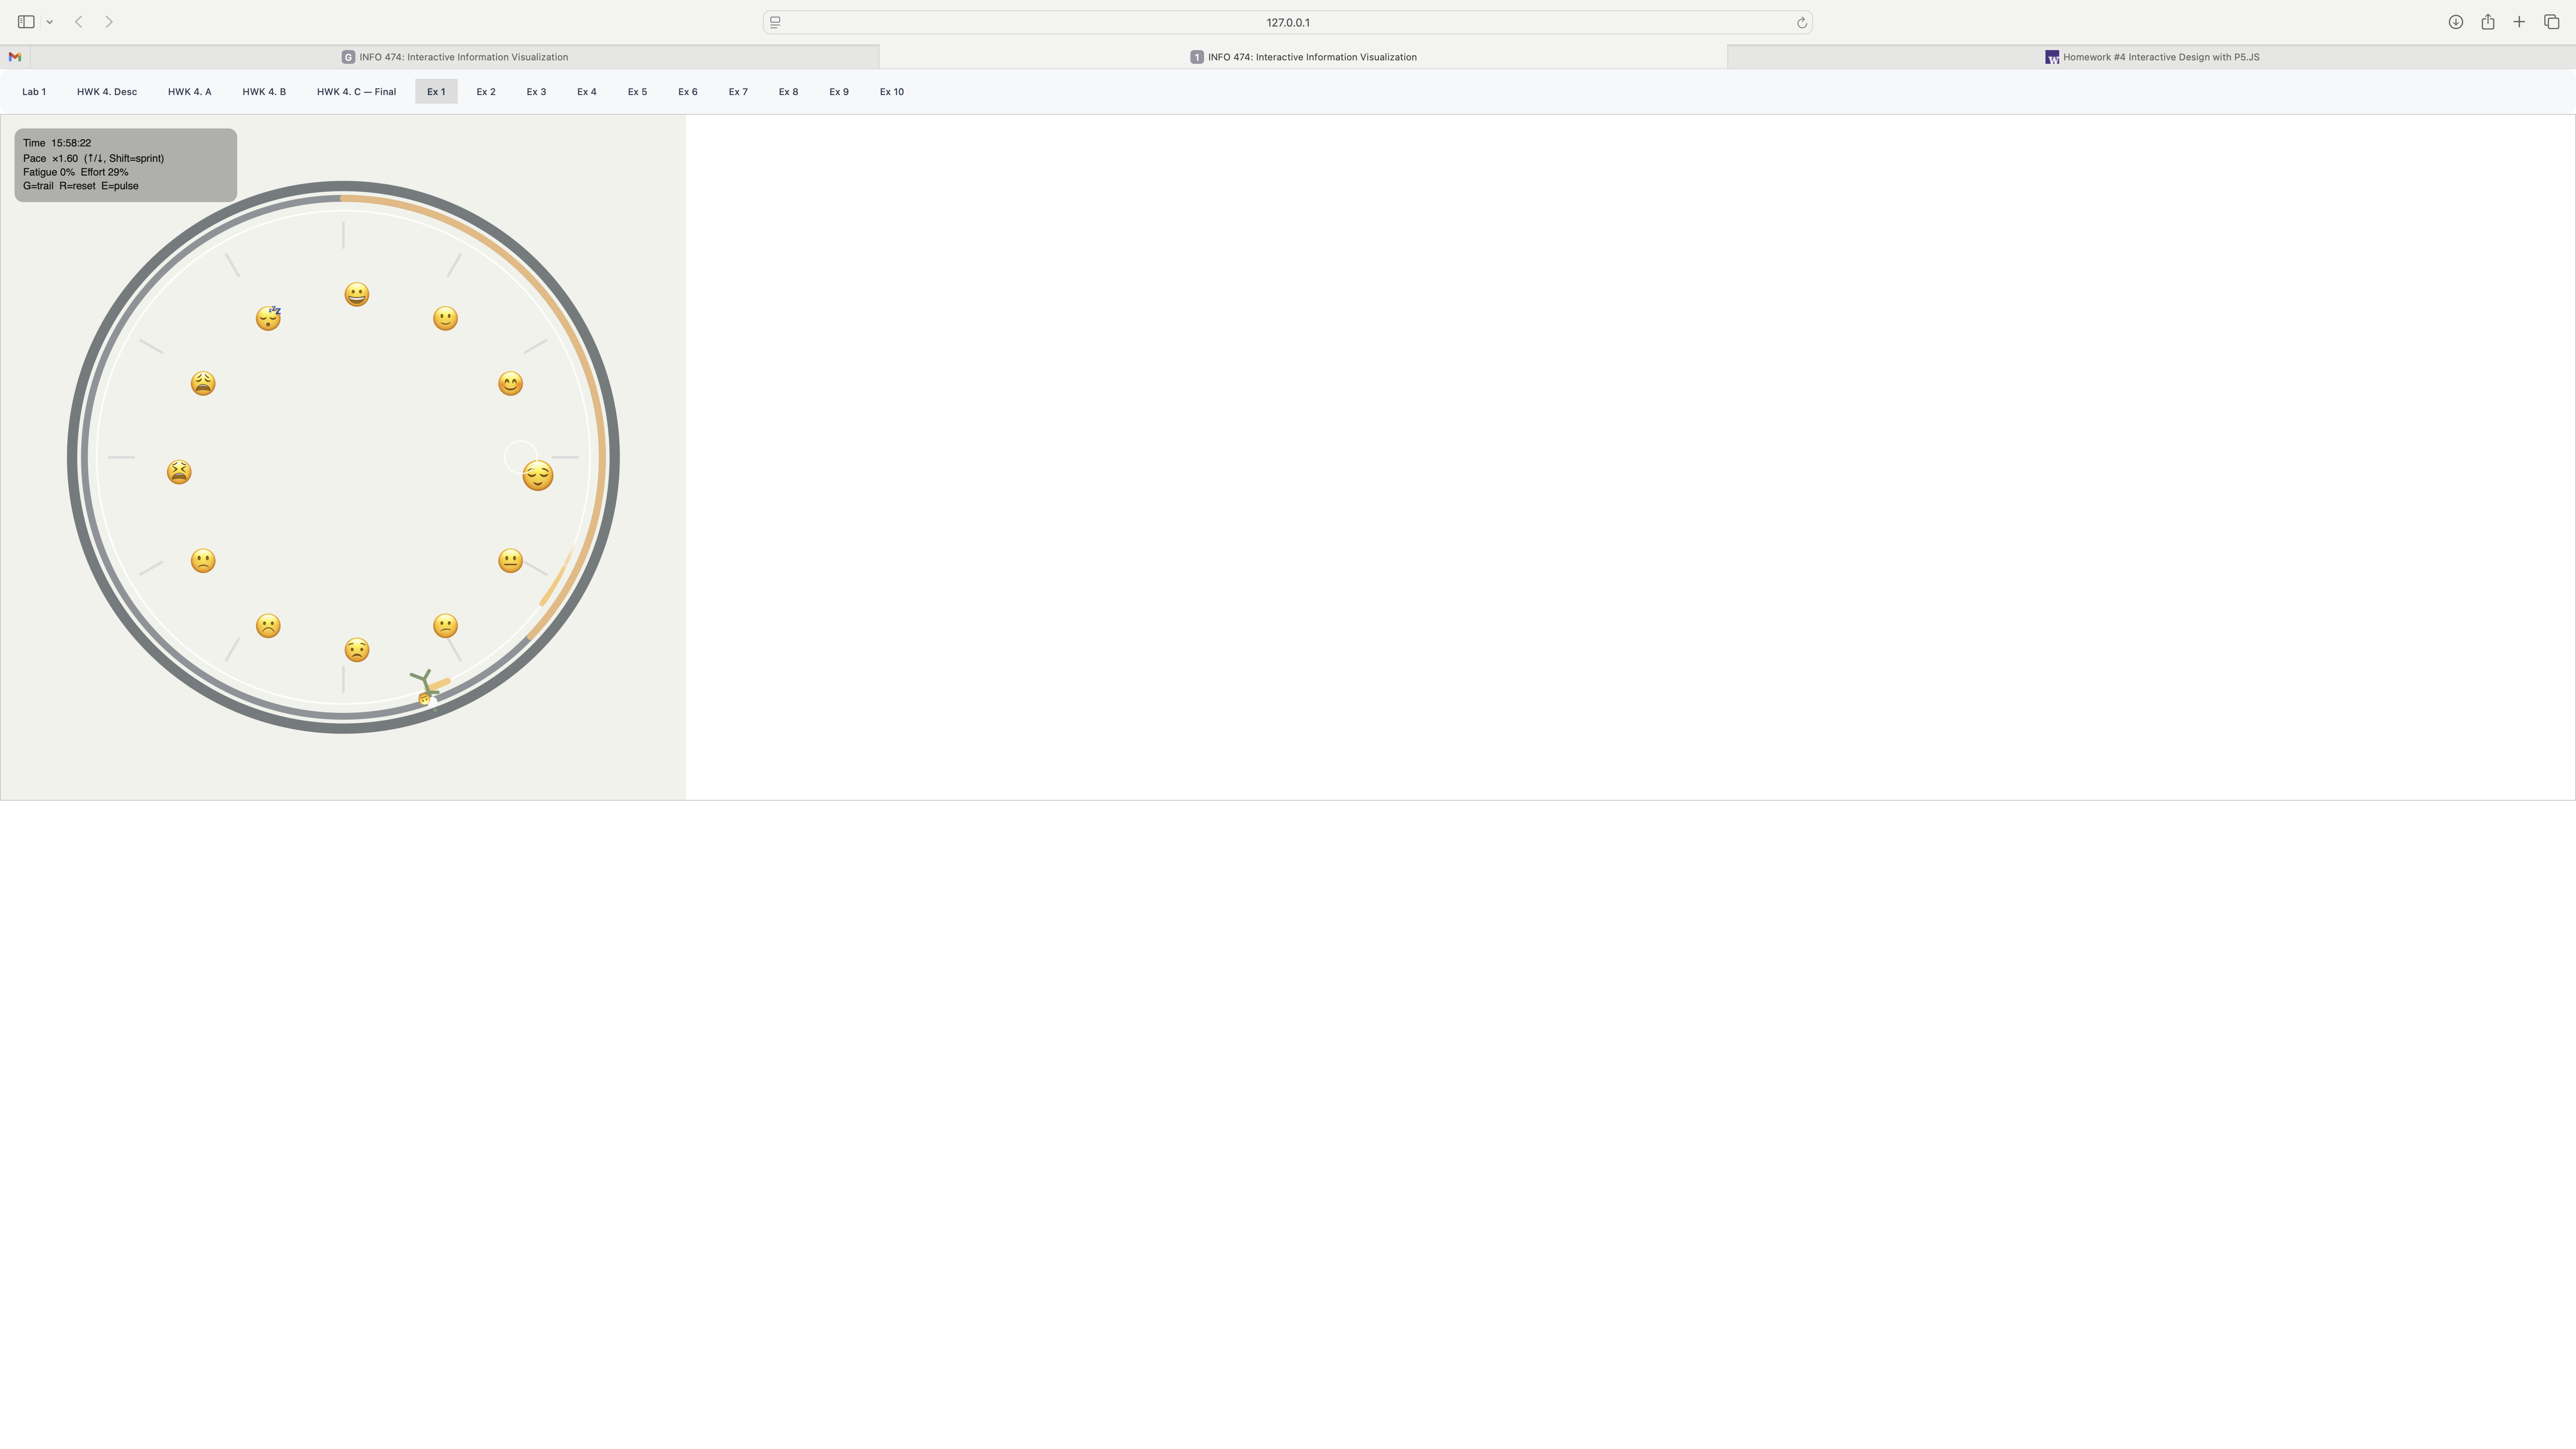 127.0.0.1
G INFO 474: Interactive Information Visualization
1 INFO 474: Interactive Information Visualization
W Homework #4 Interactive Design with P5.JS
Lab 1 HWK 4. Desc HWK 4. A HWK 4. B HWK 4. C — Final Ex 1 Ex 2 Ex 3 Ex 4 Ex 5 Ex 6 Ex 7 Ex 8 Ex 9 Ex 10
Time 15:58:22
Pace ×1.60 (↑/↓, Shift=sprint)
Fatigue 0% Effort 29%
G=trail R=reset E=pulse